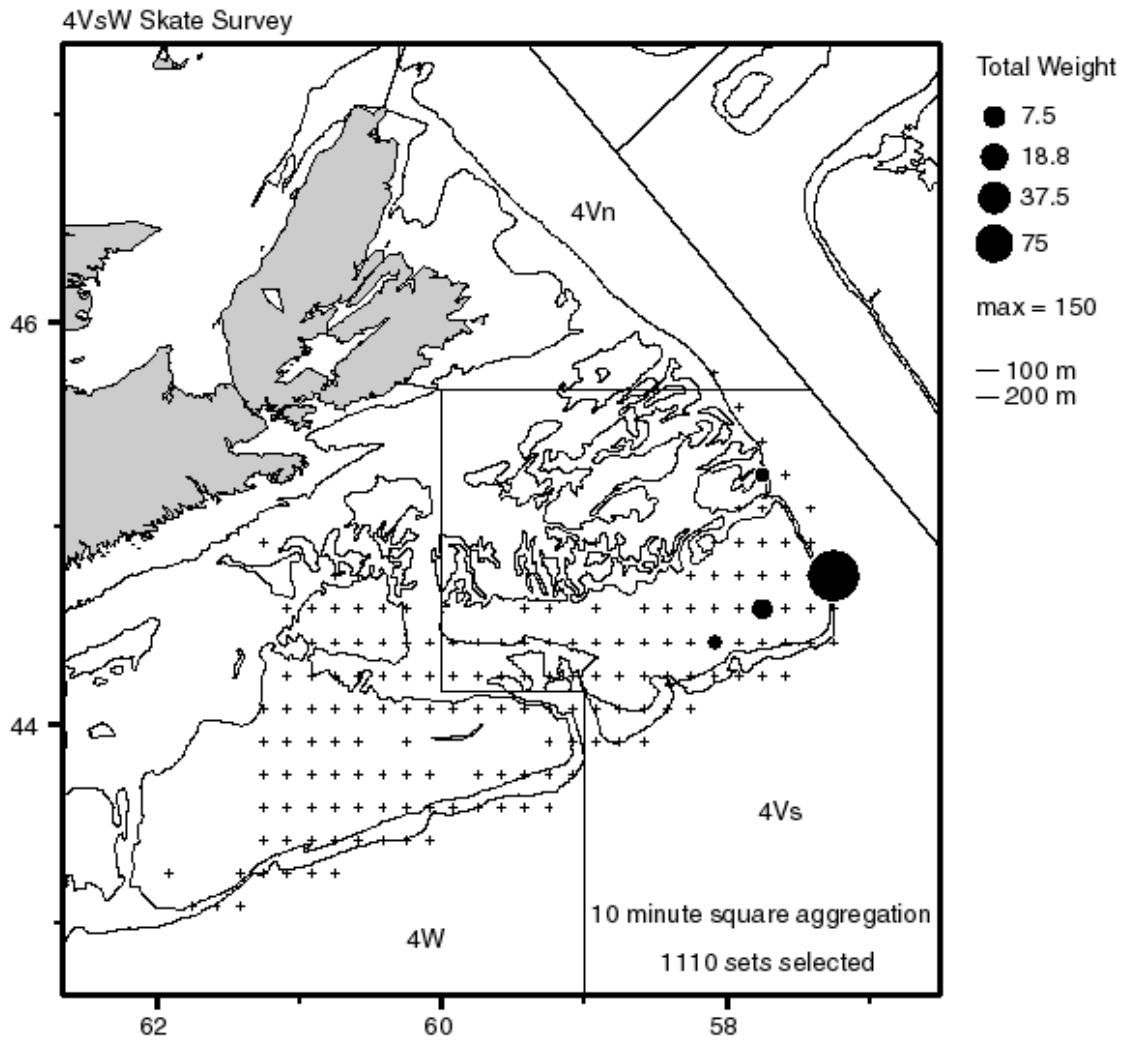 4VsW Skate Survey
Total Weight
7.5
18.8
37.5
75
max = 150
100 m
200 m
4Vn
46
44
4Vs
4W
10 minute square aggregation
1110 sets selected
62
60
58